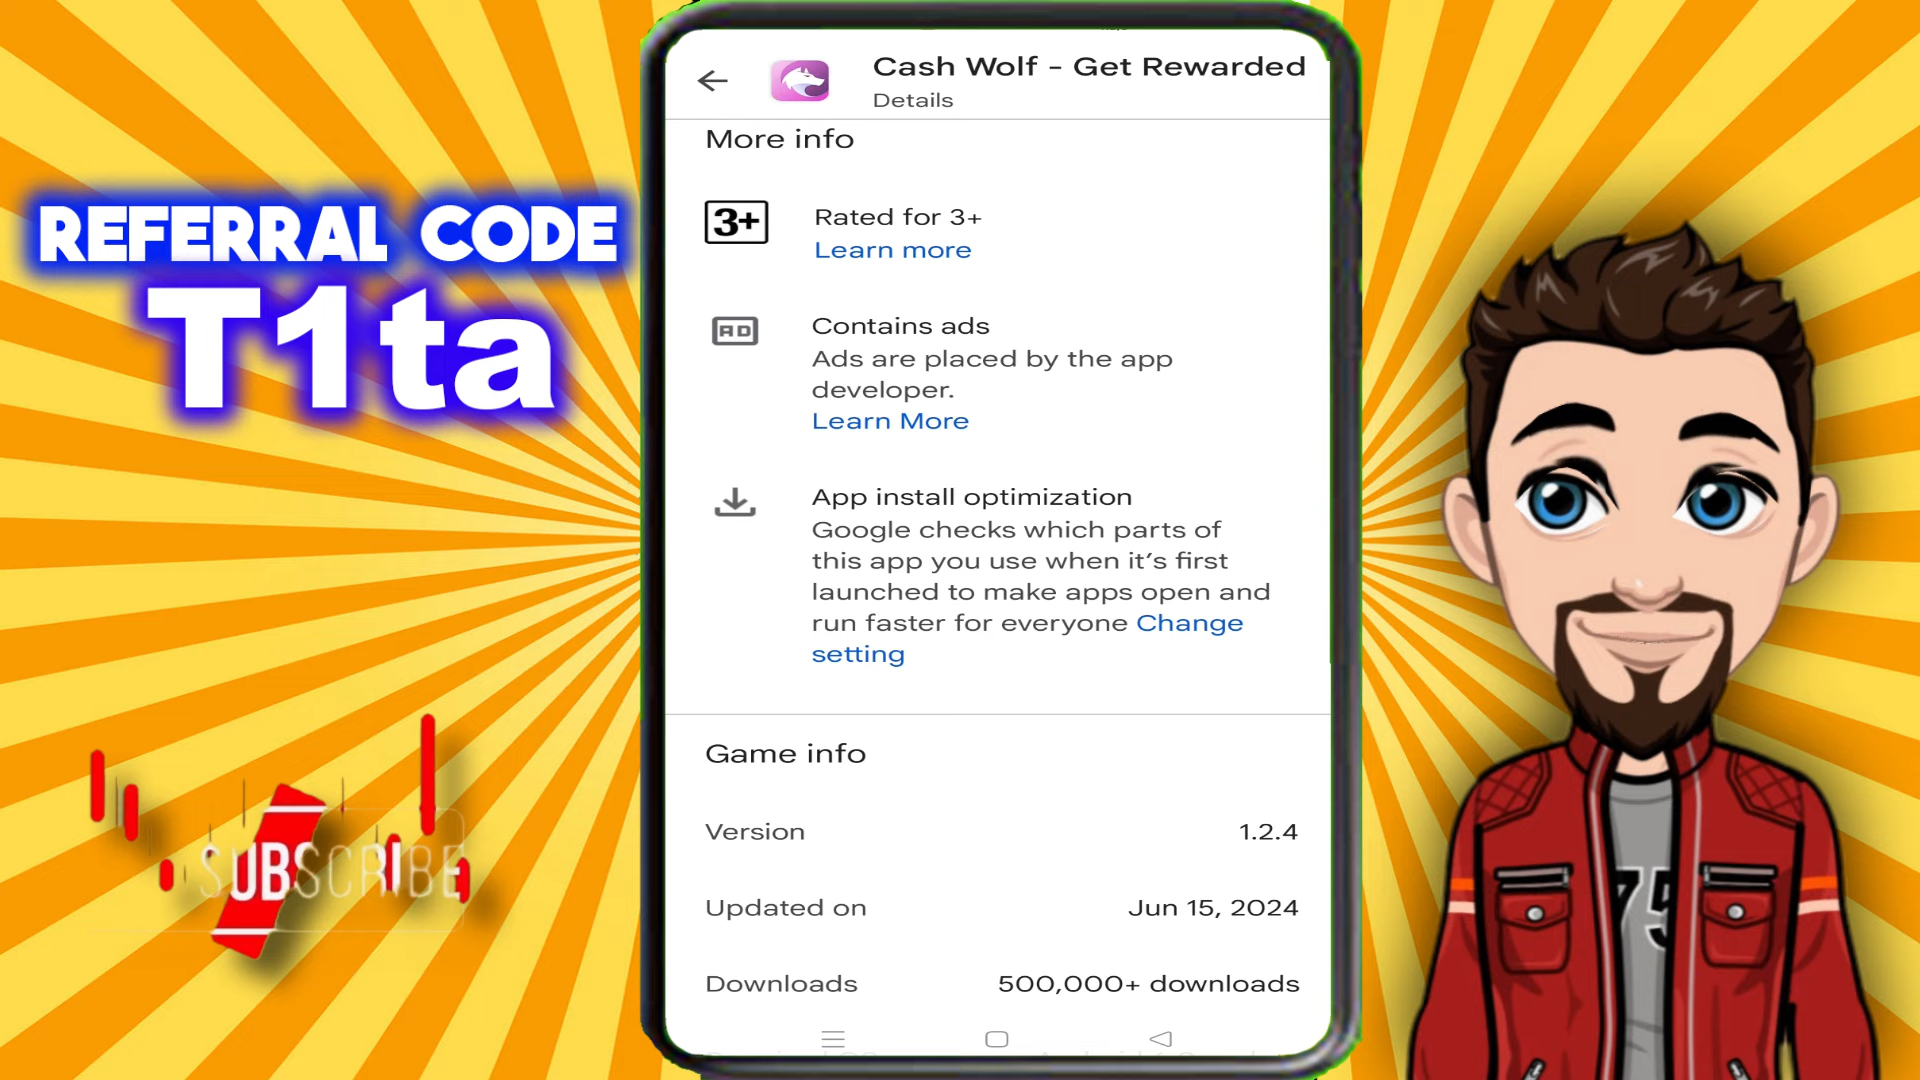 REFERRAL CODE
T1ta
Cash Wolf - Get Rewarded
Details
More info
3+
Rated for 3+
Learn more
AD
Contains ads
Ads are placed by the app
developer.
Learn More
App install optimization
Google checks which parts of
this app you use when it's first
launched to make apps open and
run faster for everyone Change
setting
Game info
Version 1.2.4
Updated on Jun 15, 2024
Downloads 500,000+ downloads
SUBSCRIBE
75